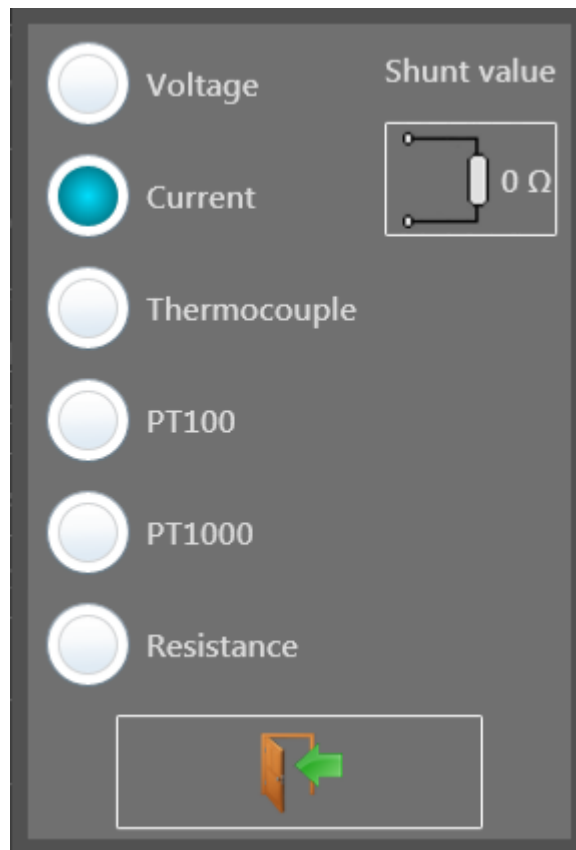 Voltage
Shunt value
Current
0 Ω
Thermocouple
PT100
PT1000
Resistance